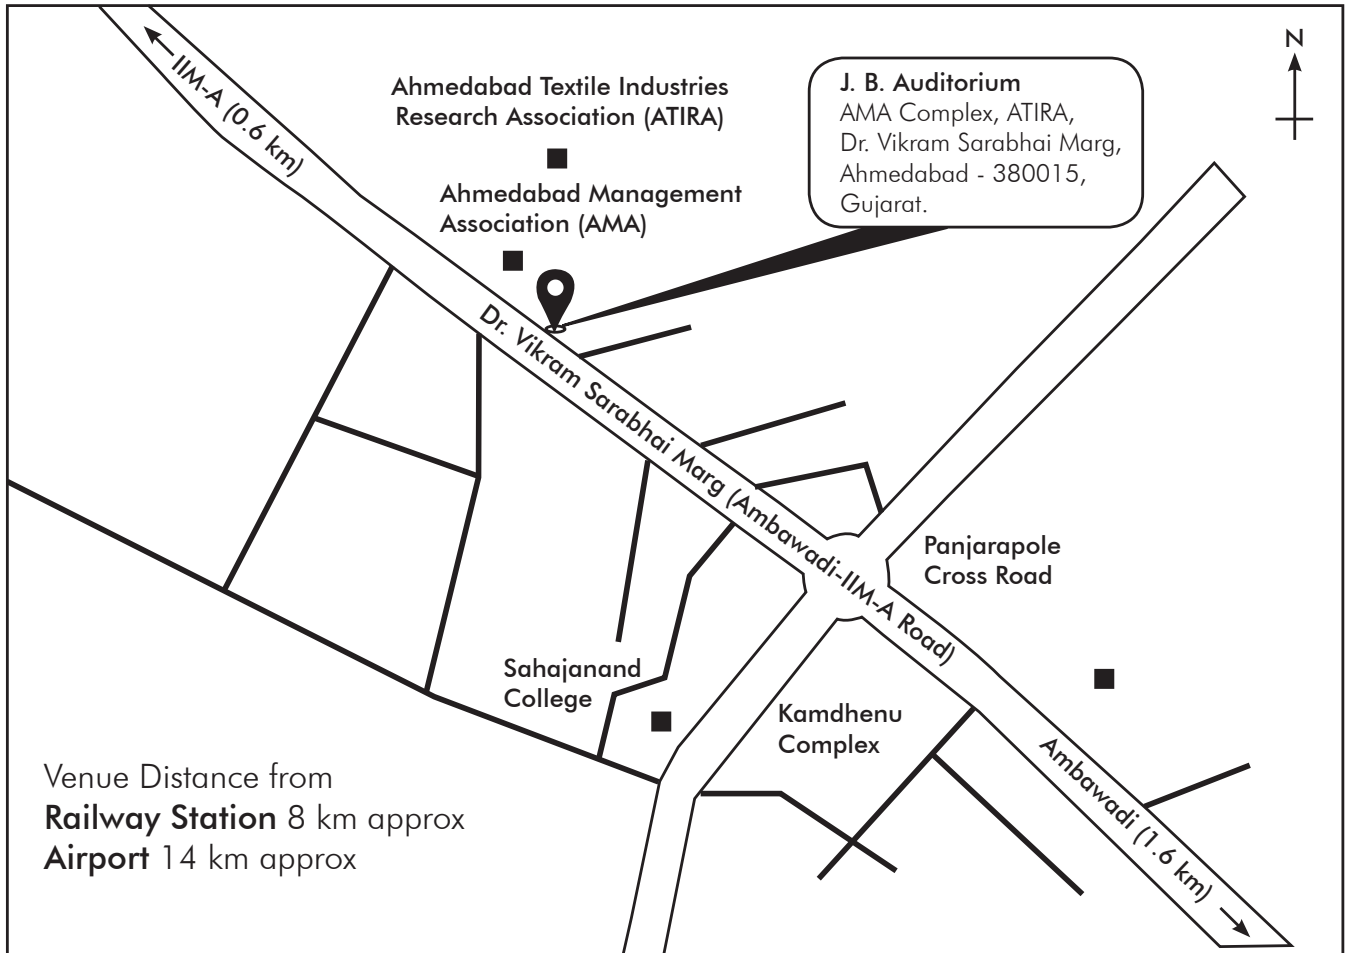 N
IIM-A (0.6 km)
Ahmedabad Textile Industries
Research Association (ATIRA)
J. B. Auditorium
AMA Complex, ATIRA,
Dr. Vikram Sarabhai Marg,
Ahmedabad - 380015,
Gujarat.
Ahmedabad Management
Association (AMA)
Dr. Vikram Sarabhai Marg (Ambawadi-IIM-A Road)
Panjarapole
Cross Road
Sahajanand
College
Kamdhenu
Complex
Ambawadi (1.6 km)
Venue Distance from
Railway Station 8 km approx
Airport 14 km approx